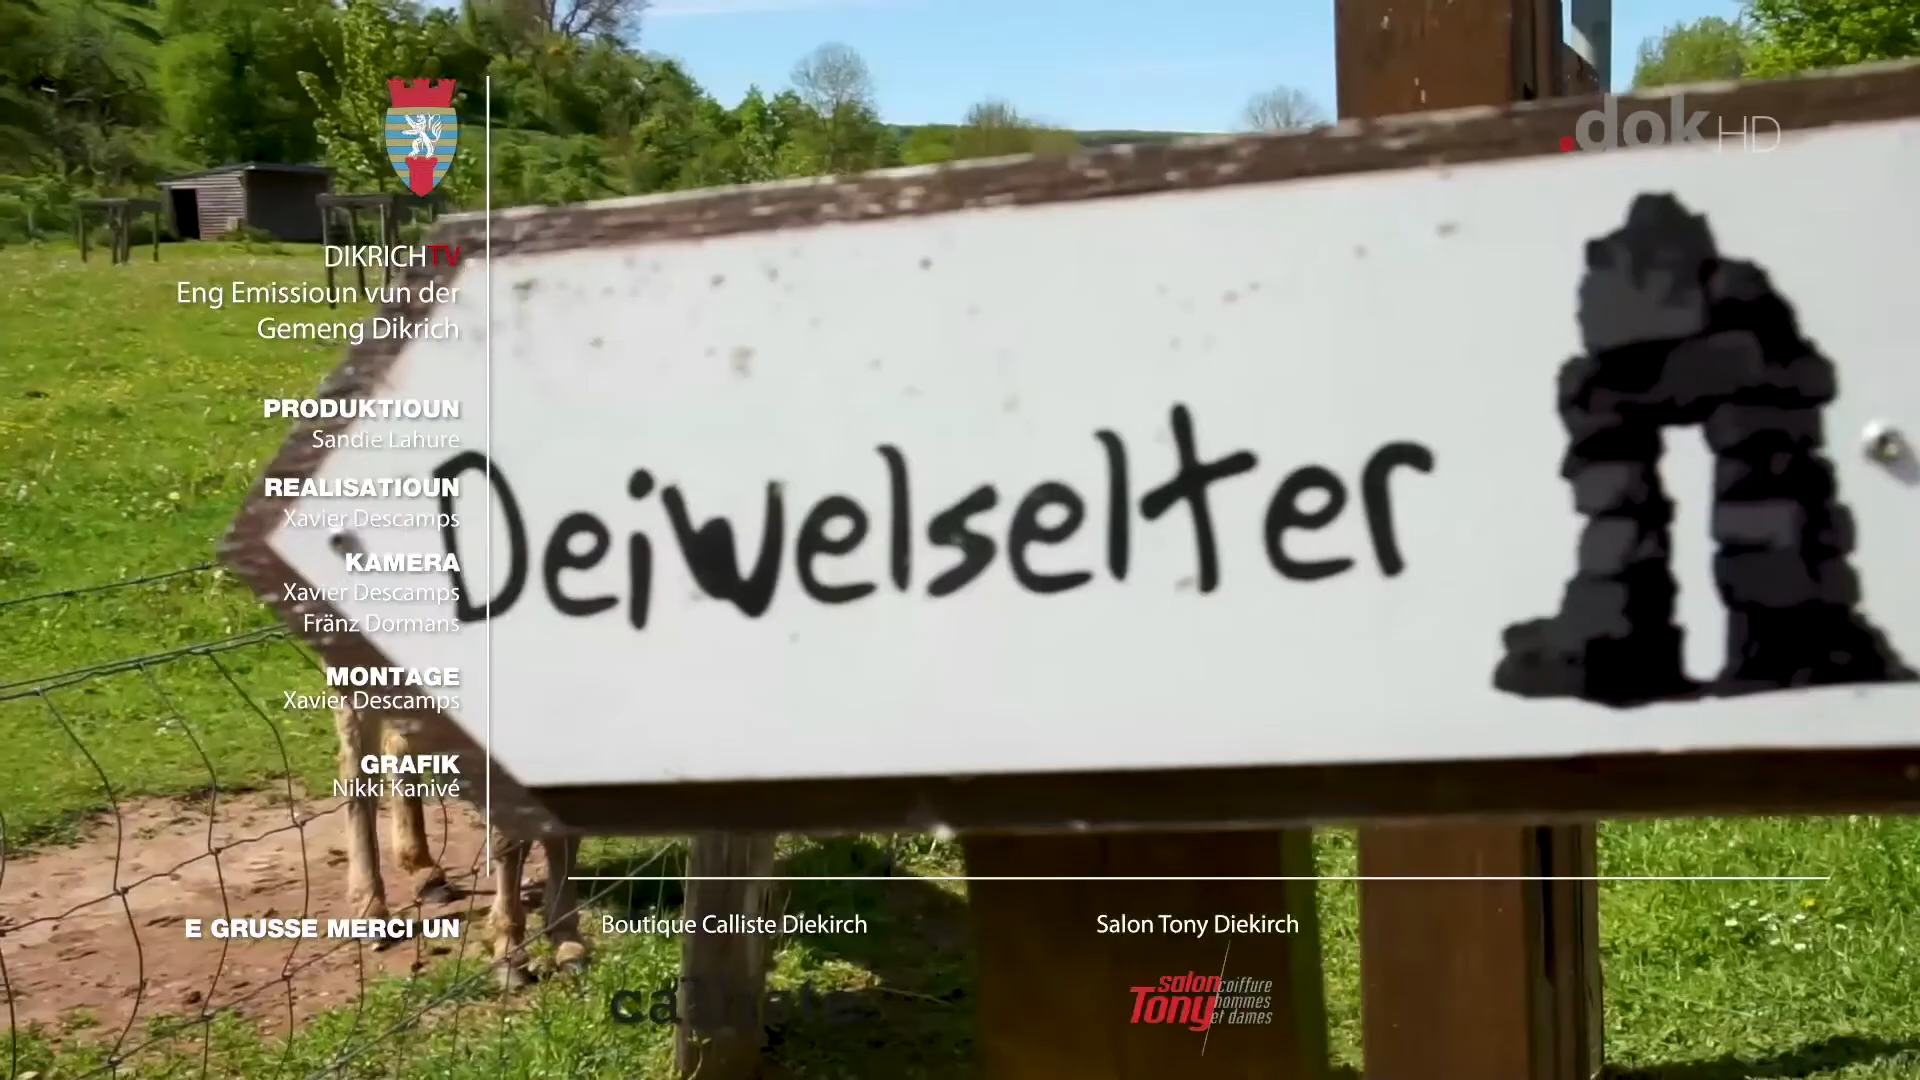 .dok HD
DIKRICHTV
Eng Emissioun vun der
Gemeng Dikrich
PRODUKTIOUN
Sandie Lahure
REALISATIOUN
Xavier Descamps
KAMERA
Xavier Descamps
Fränz Dormans
MONTAGE
Xavier Descamps
GRAFIK
Nikki Kanivé
Deiwelselter
E GRUSSE MERCI UN
Boutique Calliste Diekirch
Salon Tony Diekirch
salon
Tony
coiffure
hommes
et dames